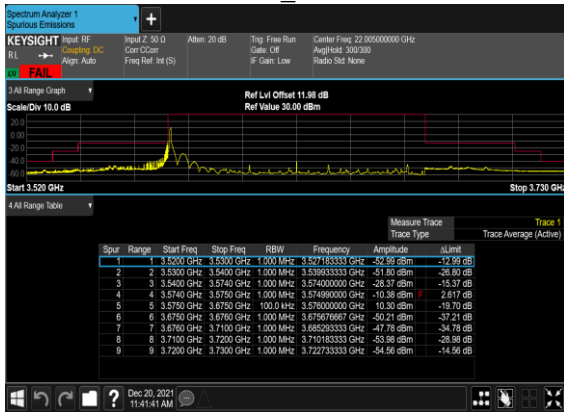 Spectrum Analyzer 1
Spurious Emissions
KEYSIGHT Input: RF Input Z: 50 Ω Atten: 20 dB Trig: Free Run Center Freq: 22.005000000 GHz
RL Coupling: DC Corr CCorr Gate: Off Avg|Hold: 300/300
Align: Auto Freq Ref: Int (S) IF Gain: Low Radio Std: None
FAIL
3 All Range Graph
Ref Lvl Offset 11.98 dB
Scale/Div 10.0 dB Ref Value 30.00 dBm
20.0
0.00
-20.0
-40.0
-60.0
Start 3.520 GHz Stop 3.730 GHz
4 All Range Table
Measure Trace Trace 1
Trace Type Trace Average (Active)
Spur Range Start Freq Stop Freq RBW Frequency Amplitude ΔLimit
1 1 3.5200 GHz 3.5300 GHz 1.000 MHz 3.527183333 GHz -52.99 dBm -12.99 dB
2 2 3.5300 GHz 3.5400 GHz 1.000 MHz 3.539933333 GHz -51.80 dBm -26.80 dB
3 3 3.5400 GHz 3.5740 GHz 1.000 MHz 3.574000000 GHz -28.37 dBm -15.37 dB
4 4 3.5740 GHz 3.5750 GHz 1.000 MHz 3.574990000 GHz -10.38 dBm F 2.617 dB
5 5 3.5750 GHz 3.6750 GHz 100.0 kHz 3.576000000 GHz 10.30 dBm -19.70 dB
6 6 3.6750 GHz 3.6760 GHz 1.000 MHz 3.675676667 GHz -50.21 dBm -37.21 dB
7 7 3.6760 GHz 3.7100 GHz 1.000 MHz 3.685293333 GHz -47.78 dBm -34.78 dB
8 8 3.7100 GHz 3.7200 GHz 1.000 MHz 3.710183333 GHz -53.98 dBm -28.98 dB
9 9 3.7200 GHz 3.7300 GHz 1.000 MHz 3.722733333 GHz -54.56 dBm -14.56 dB
Dec 20, 2021
11:41:41 AM